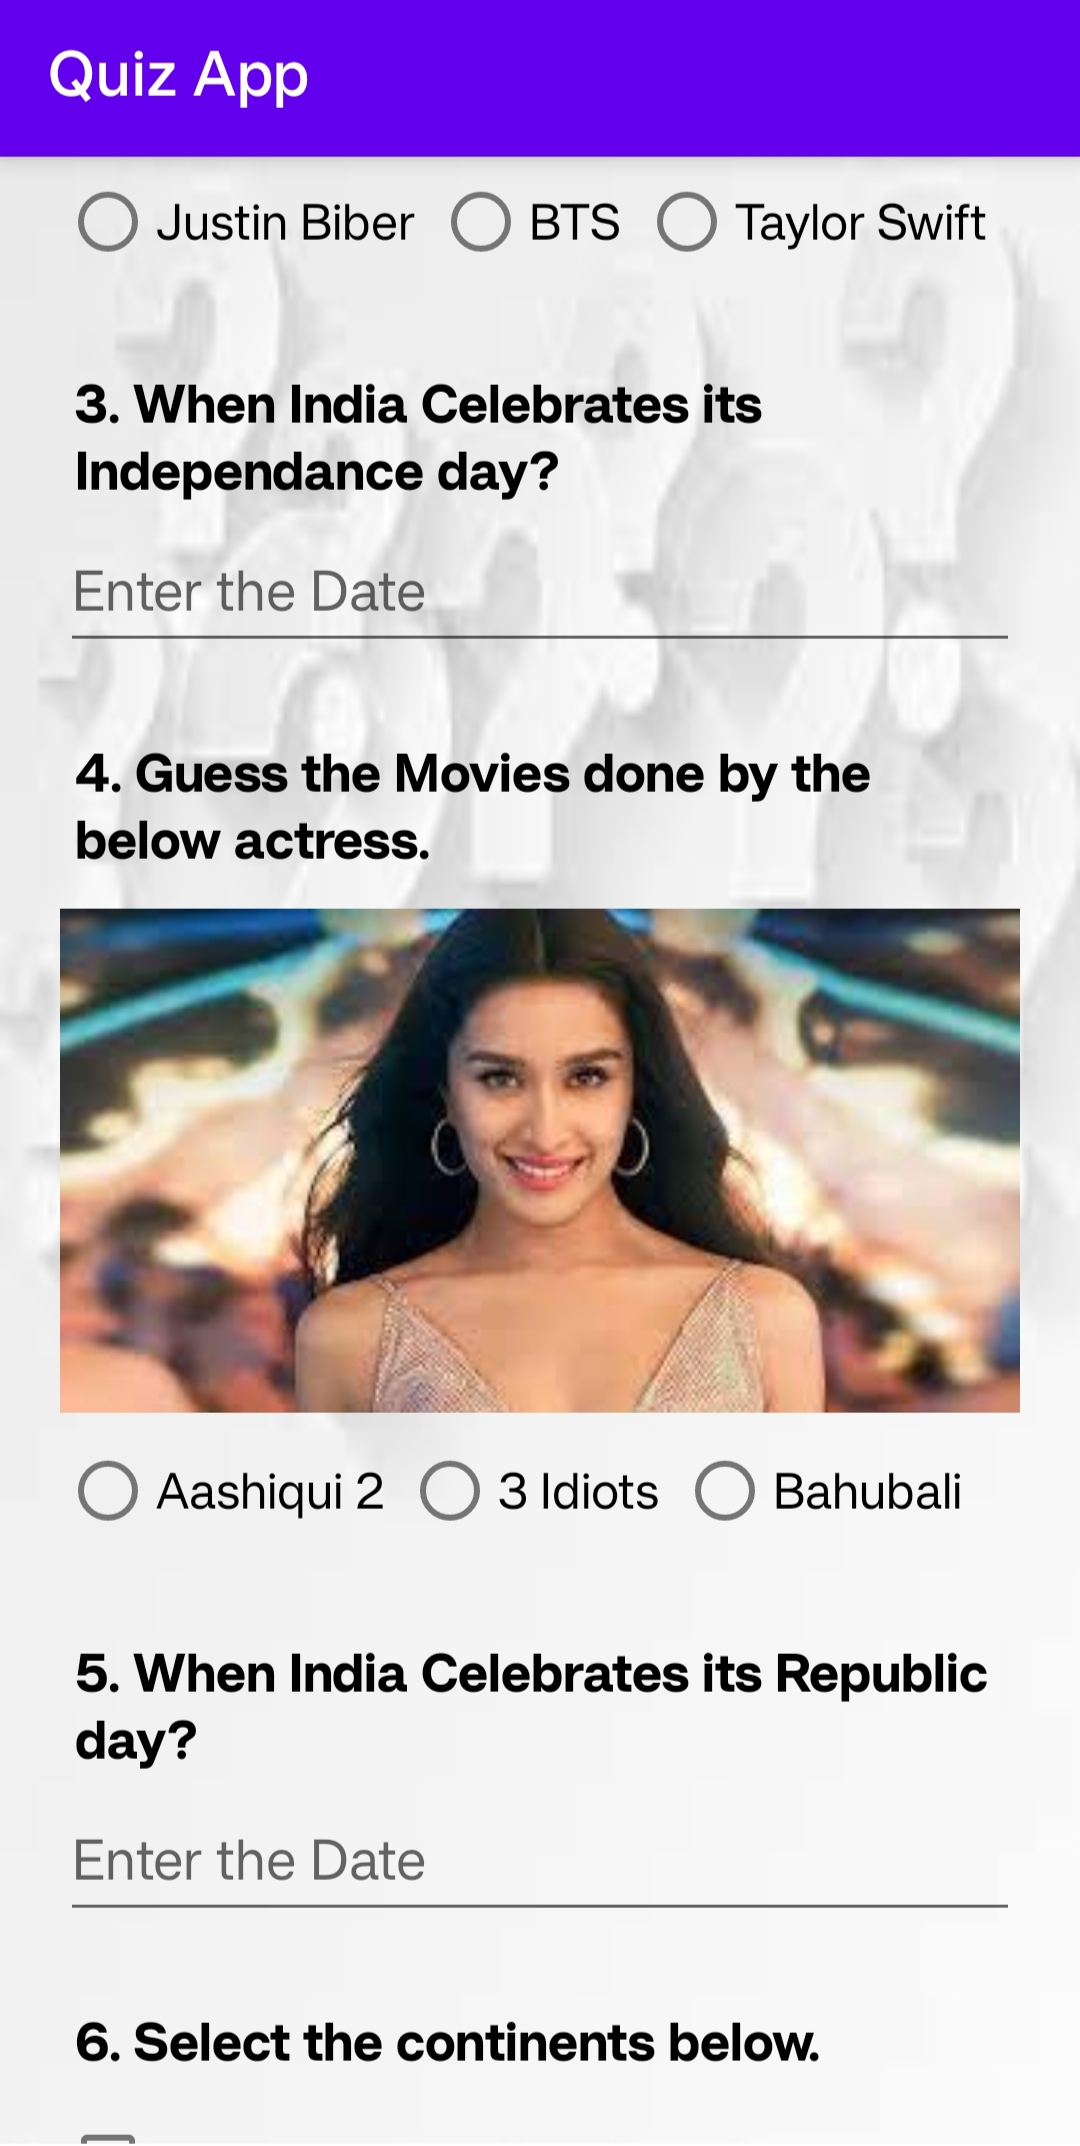 Quiz App
Justin Biber BTS Taylor Swift
3. When India Celebrates its
Independance day?
Enter the Date
4. Guess the Movies done by the
below actress.
Aashiqui 2 3 Idiots Bahubali
5. When India Celebrates its Republic
day?
Enter the Date
6. Select the continents below.